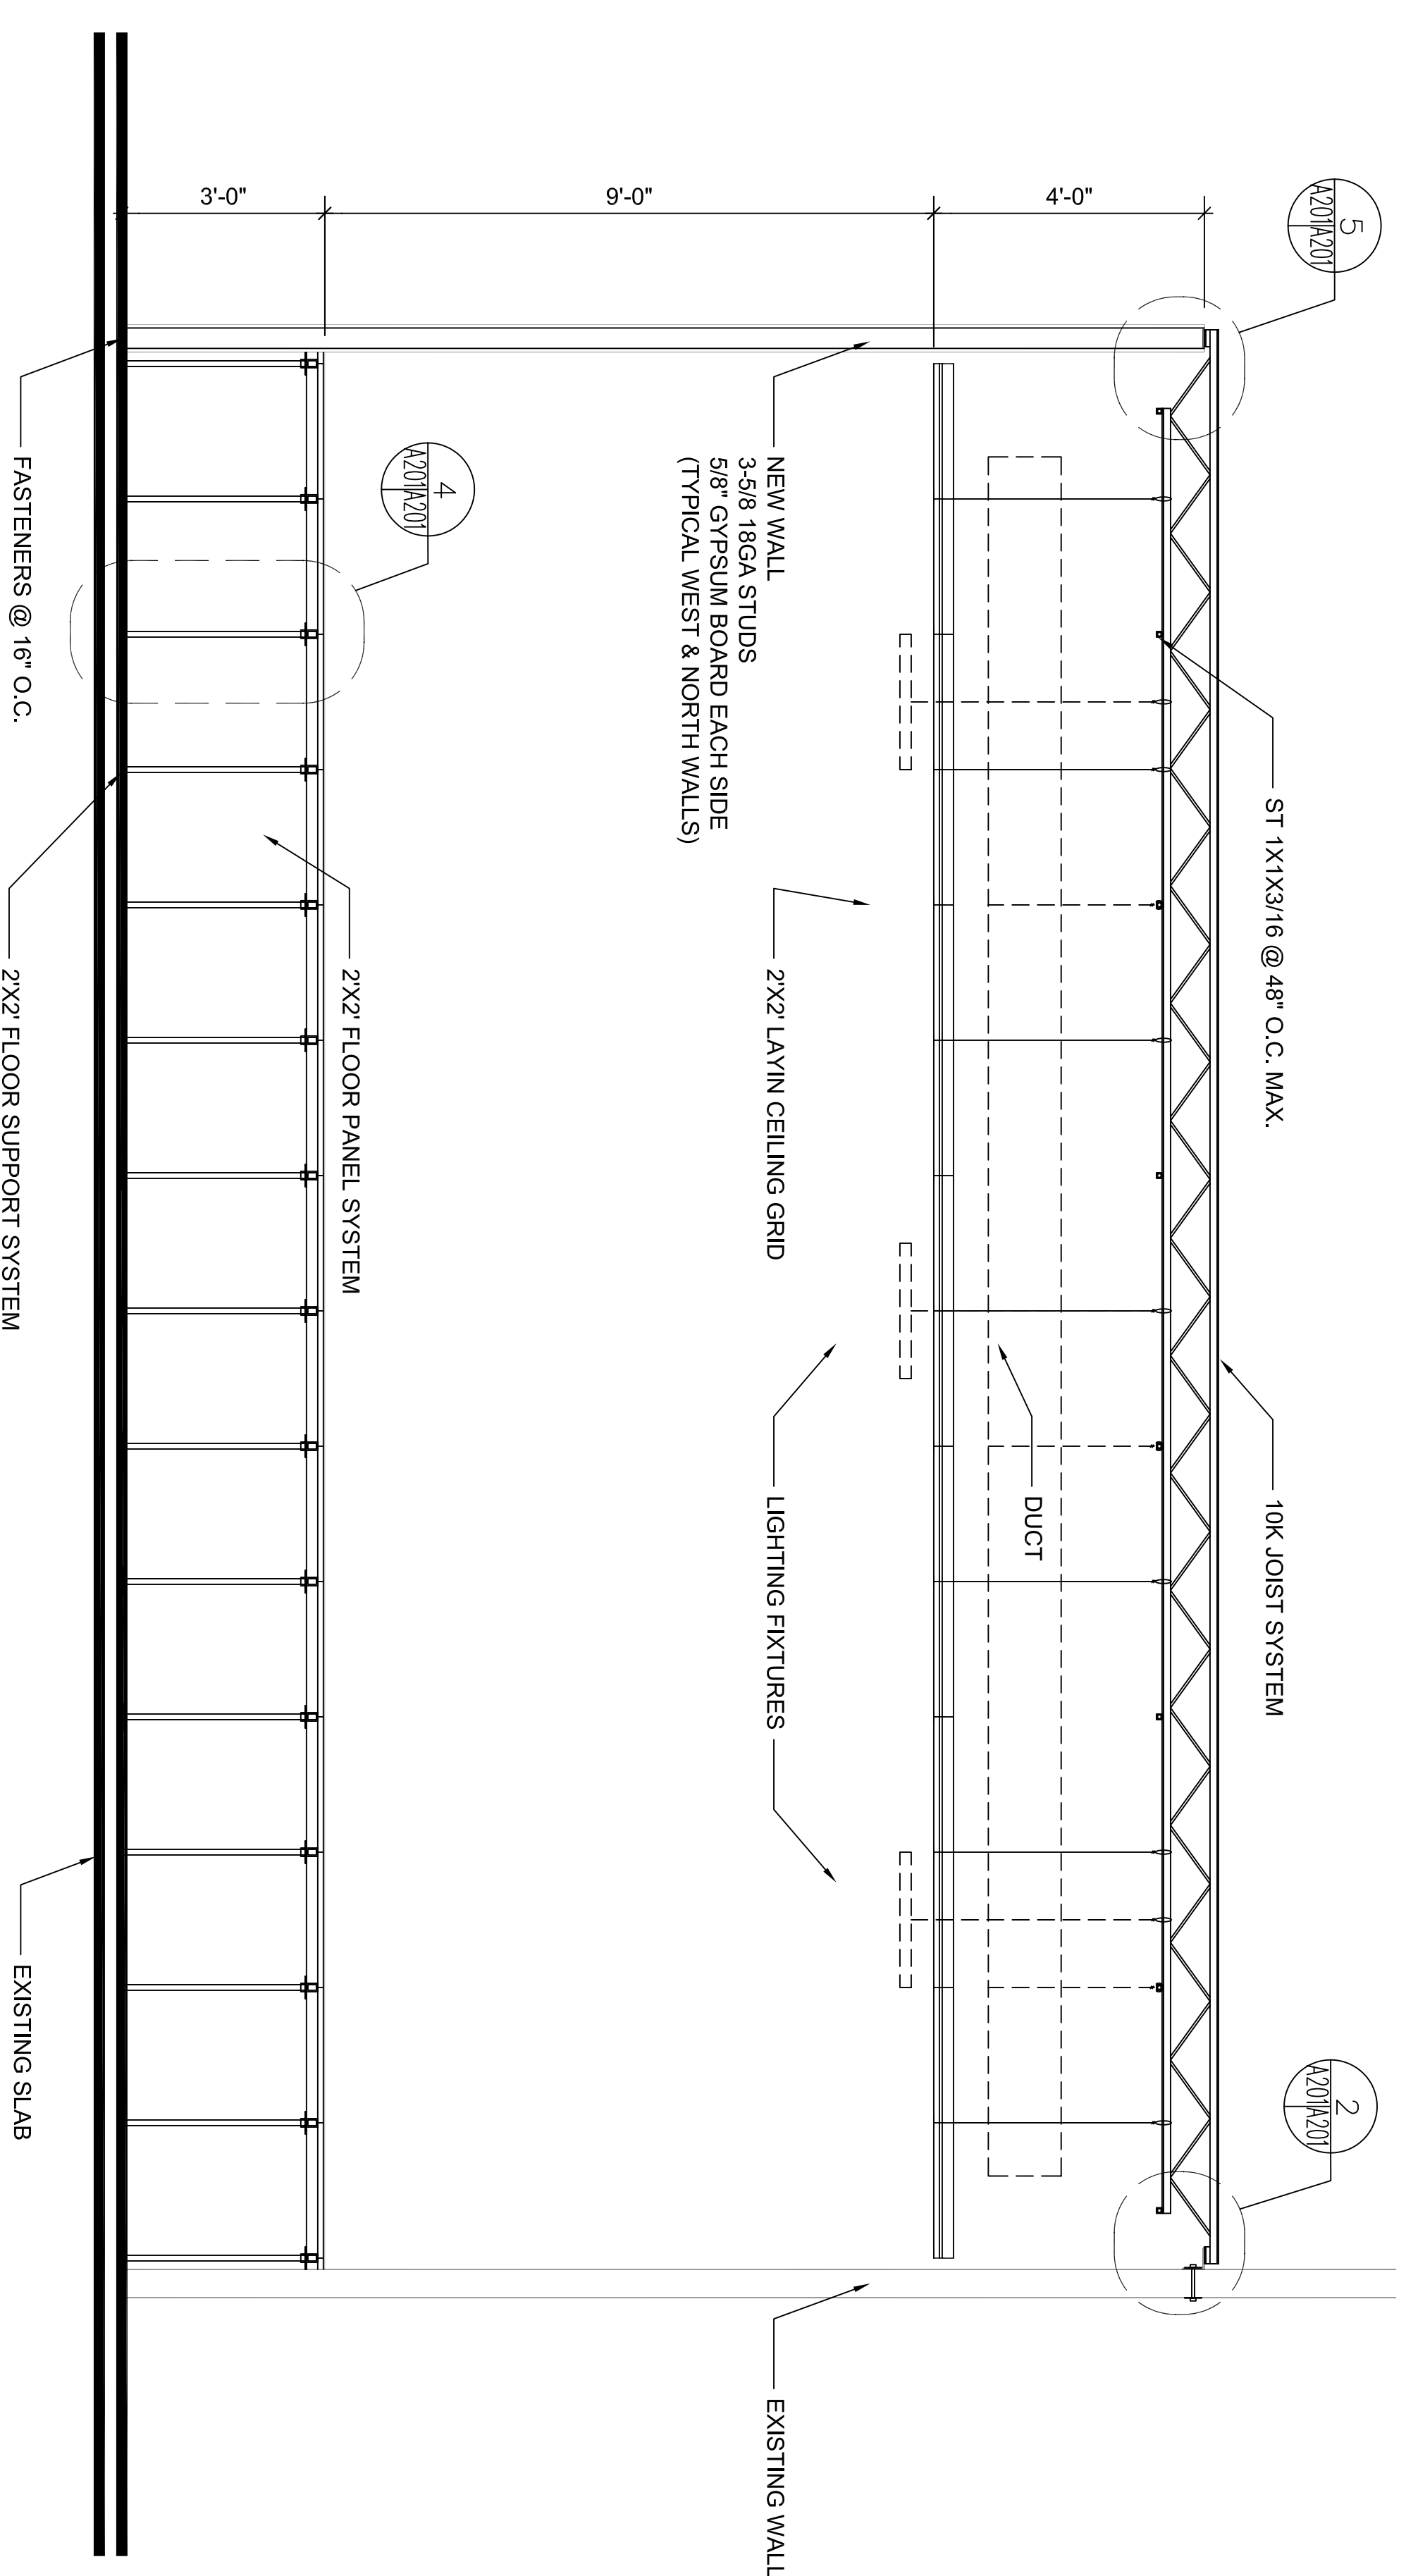 5
A201 A201
2
A201 A201
ST 1X1X3/16 @ 48" O.C. MAX.
10K JOIST SYSTEM
4'-0"
DUCT
9'-0"
NEW WALL
3-5/8 18GA STUDS
5/8" GYPSUM BOARD EACH SIDE
(TYPICAL WEST & NORTH WALLS)
2'X2' LAYIN CEILING GRID
LIGHTING FIXTURES
EXISTING WALL
4
A201 A201
2'X2' FLOOR PANEL SYSTEM
3'-0"
FASTENERS @ 16" O.C.
2'X2' FLOOR SUPPORT SYSTEM
EXISTING SLAB